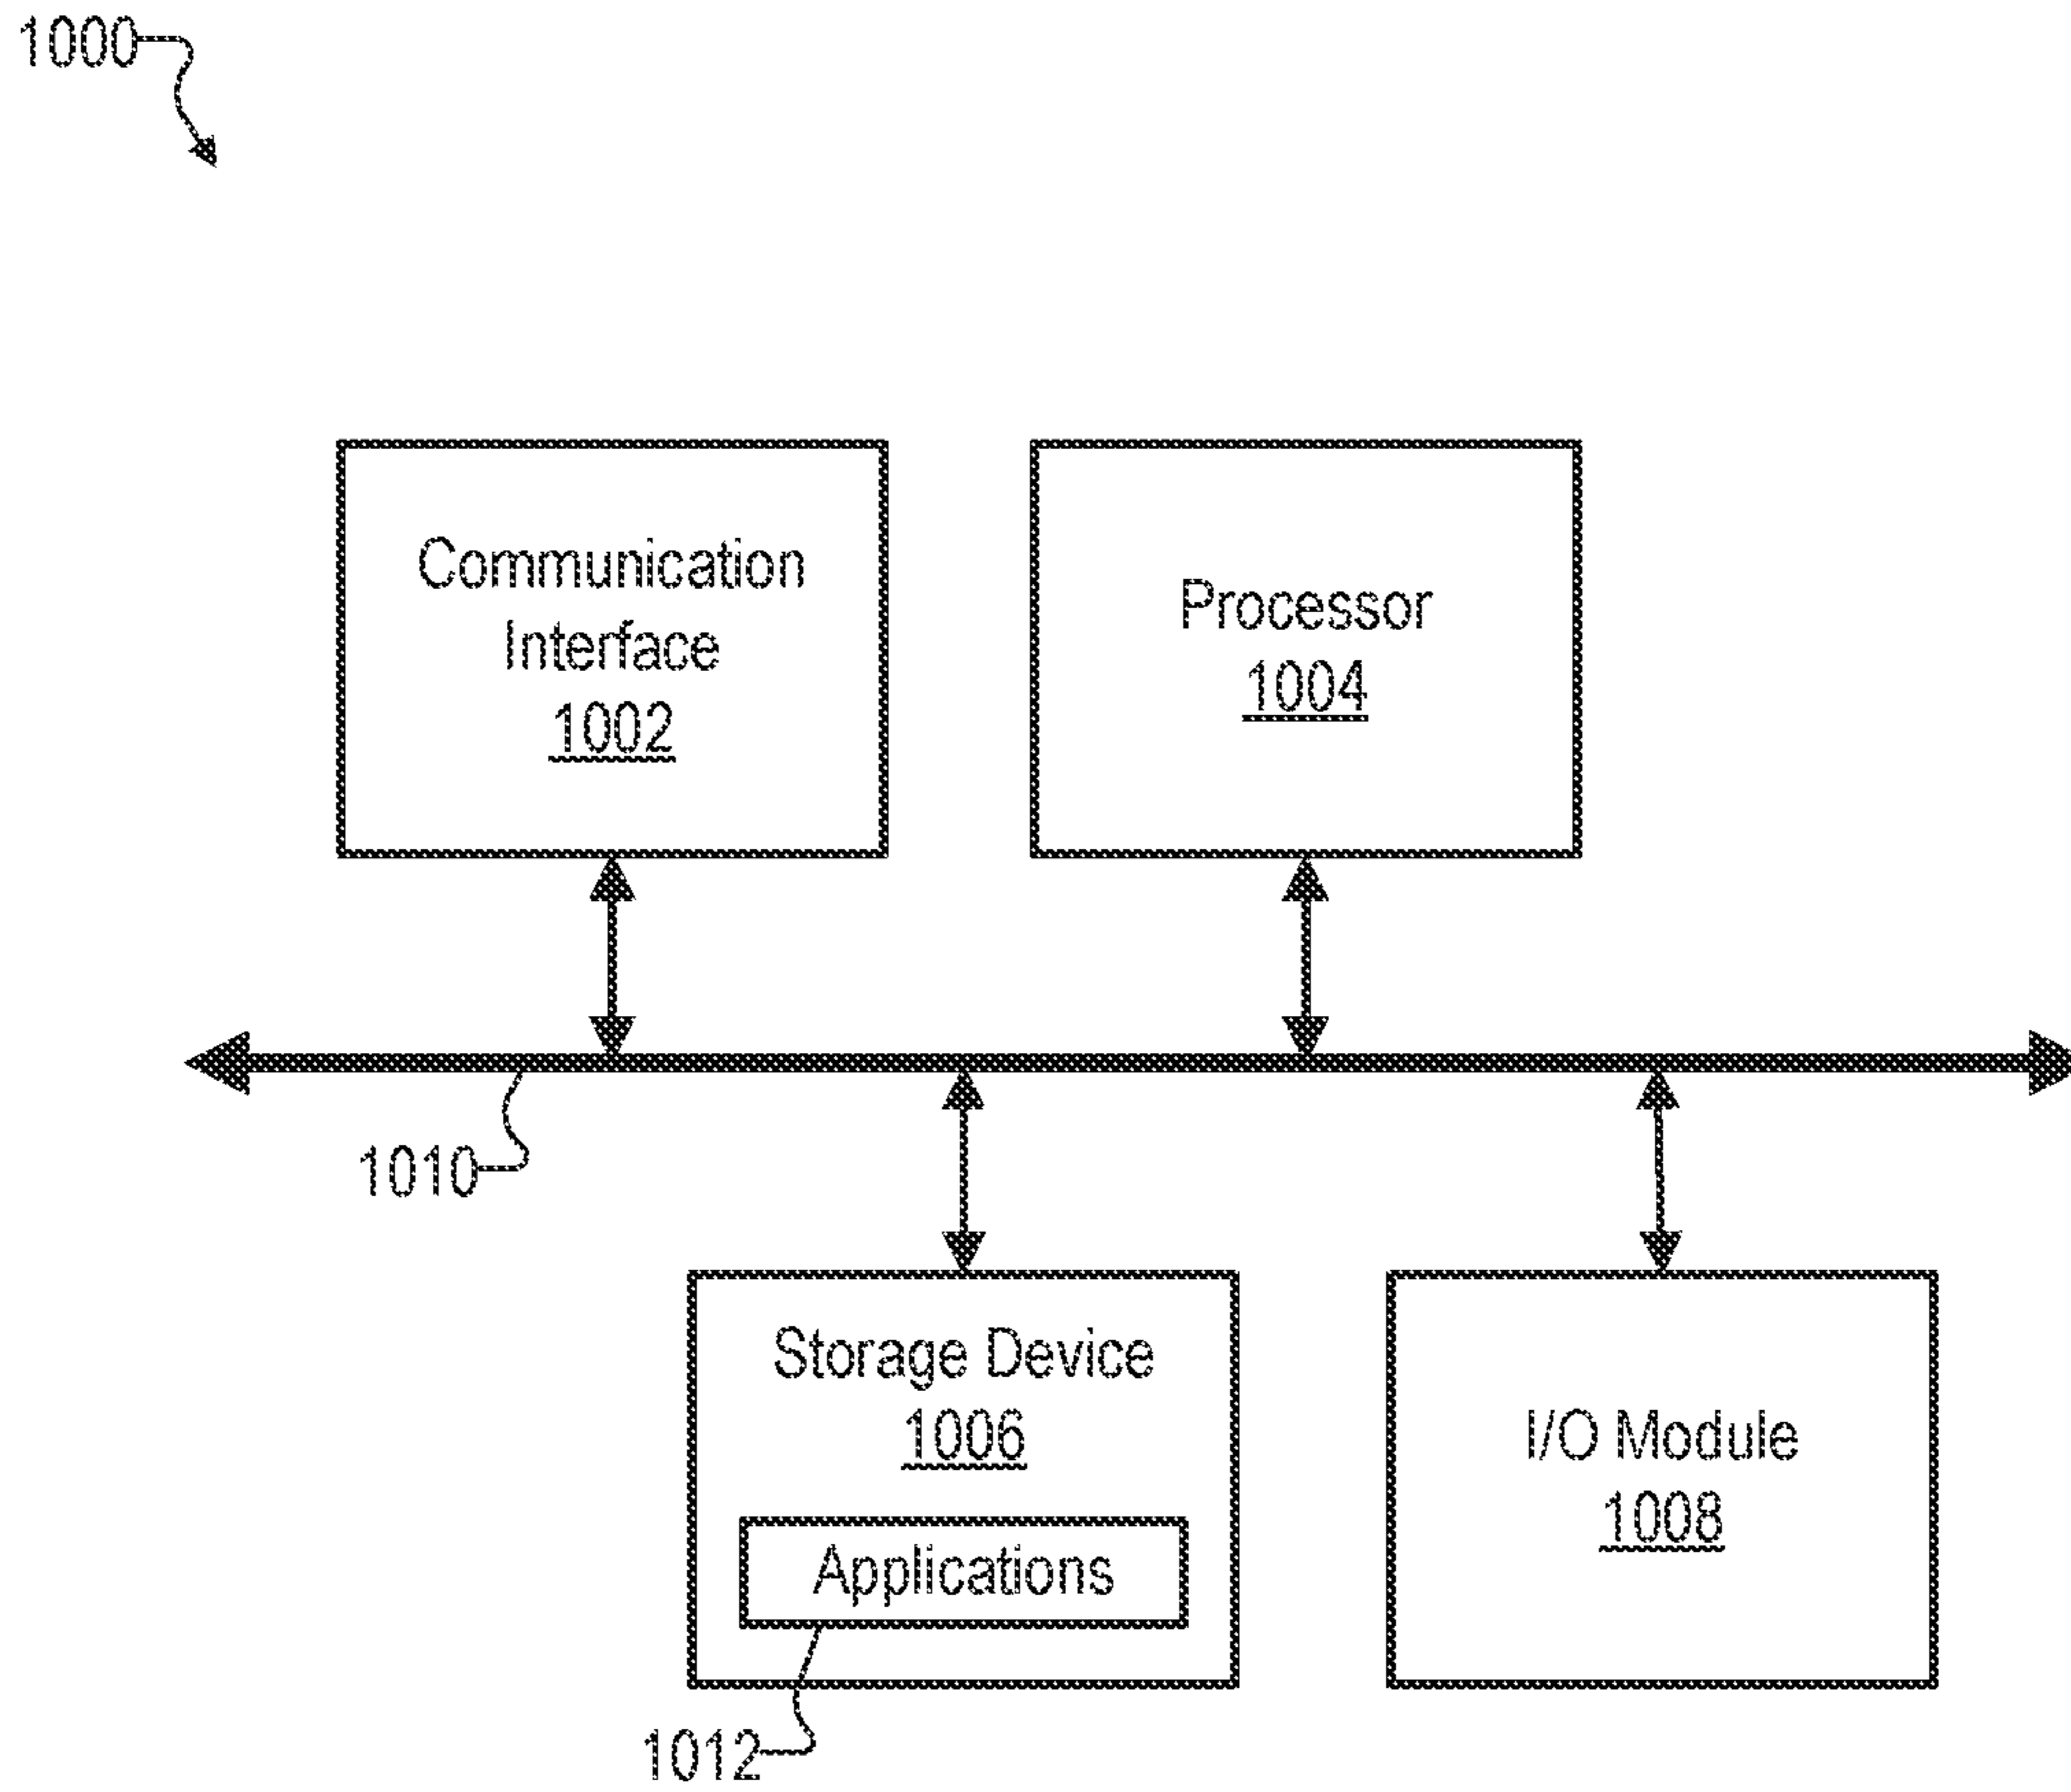 1000
Communication
Interface
1002
Processor
1004
1010
Storage Device
1006
Applications
1012
I/O Module
1008